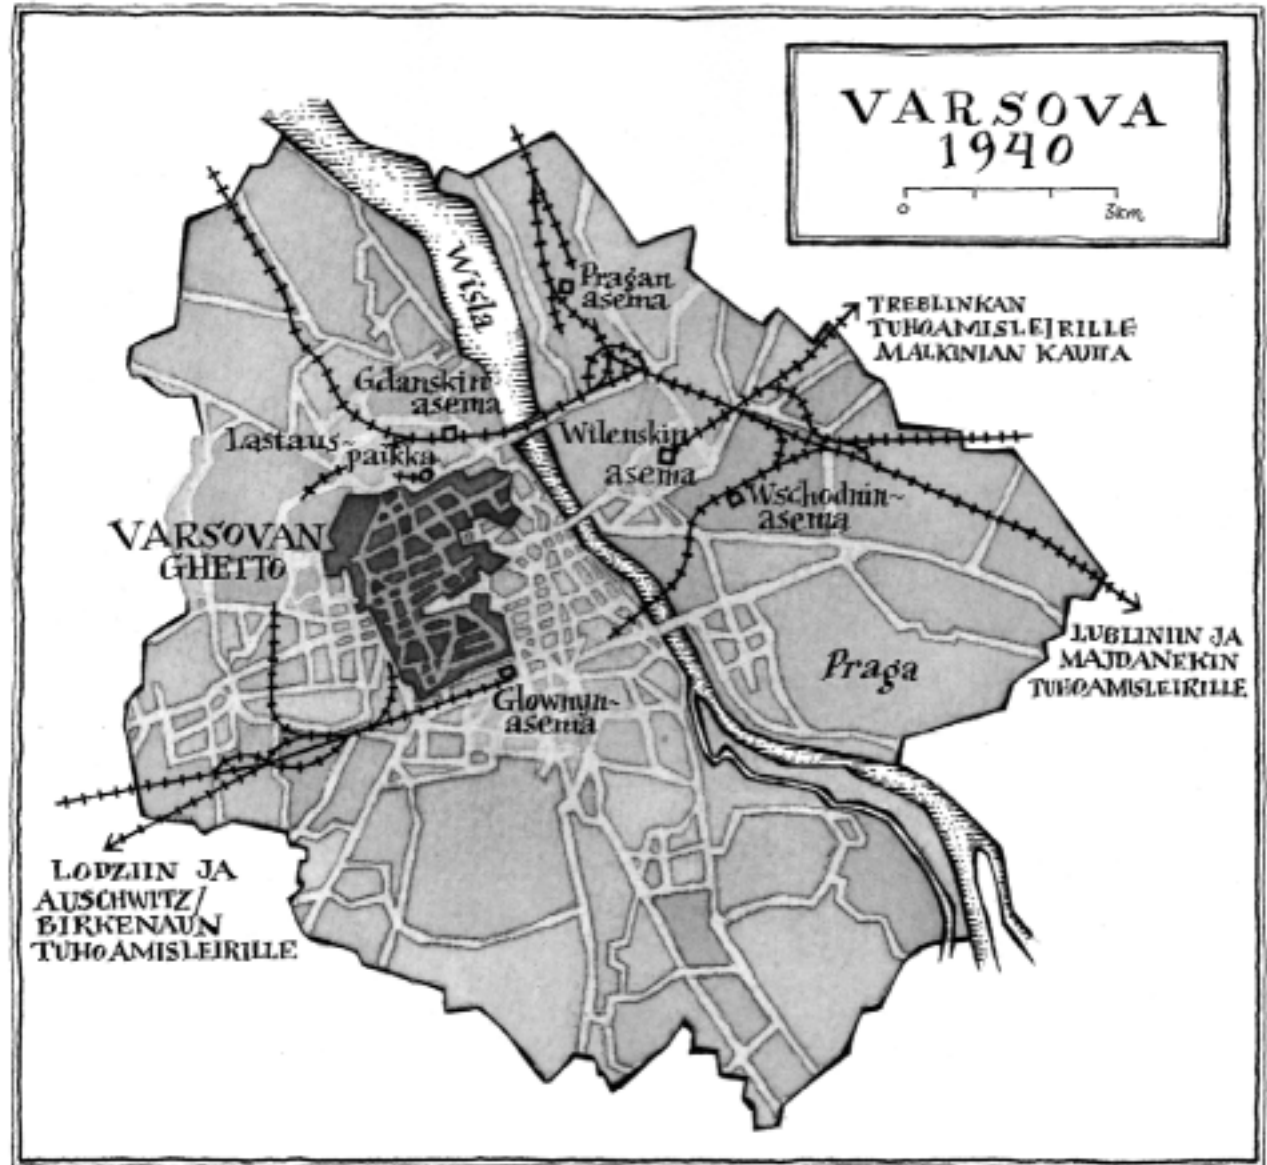 VARSOVA
1940
0 3km
Wisla
Pragan
asema
TREBLINKAN
TUHOAMISLEIRILLE
MALKINIAN KAUTTA
Gdanskin
asema
Lastaus-
paikka
Wilenskin
asema
Wschodnin-
asema
VARSOVAN
GHETTO
LUBLINIIN JA
MAJDANEKIN
TUHOAMISLEIRILLE
Praga
Glownin-
asema
LODZIIN JA
AUSCHWITZ/
BIRKENAUN
TUHOAMISLEIRILLE